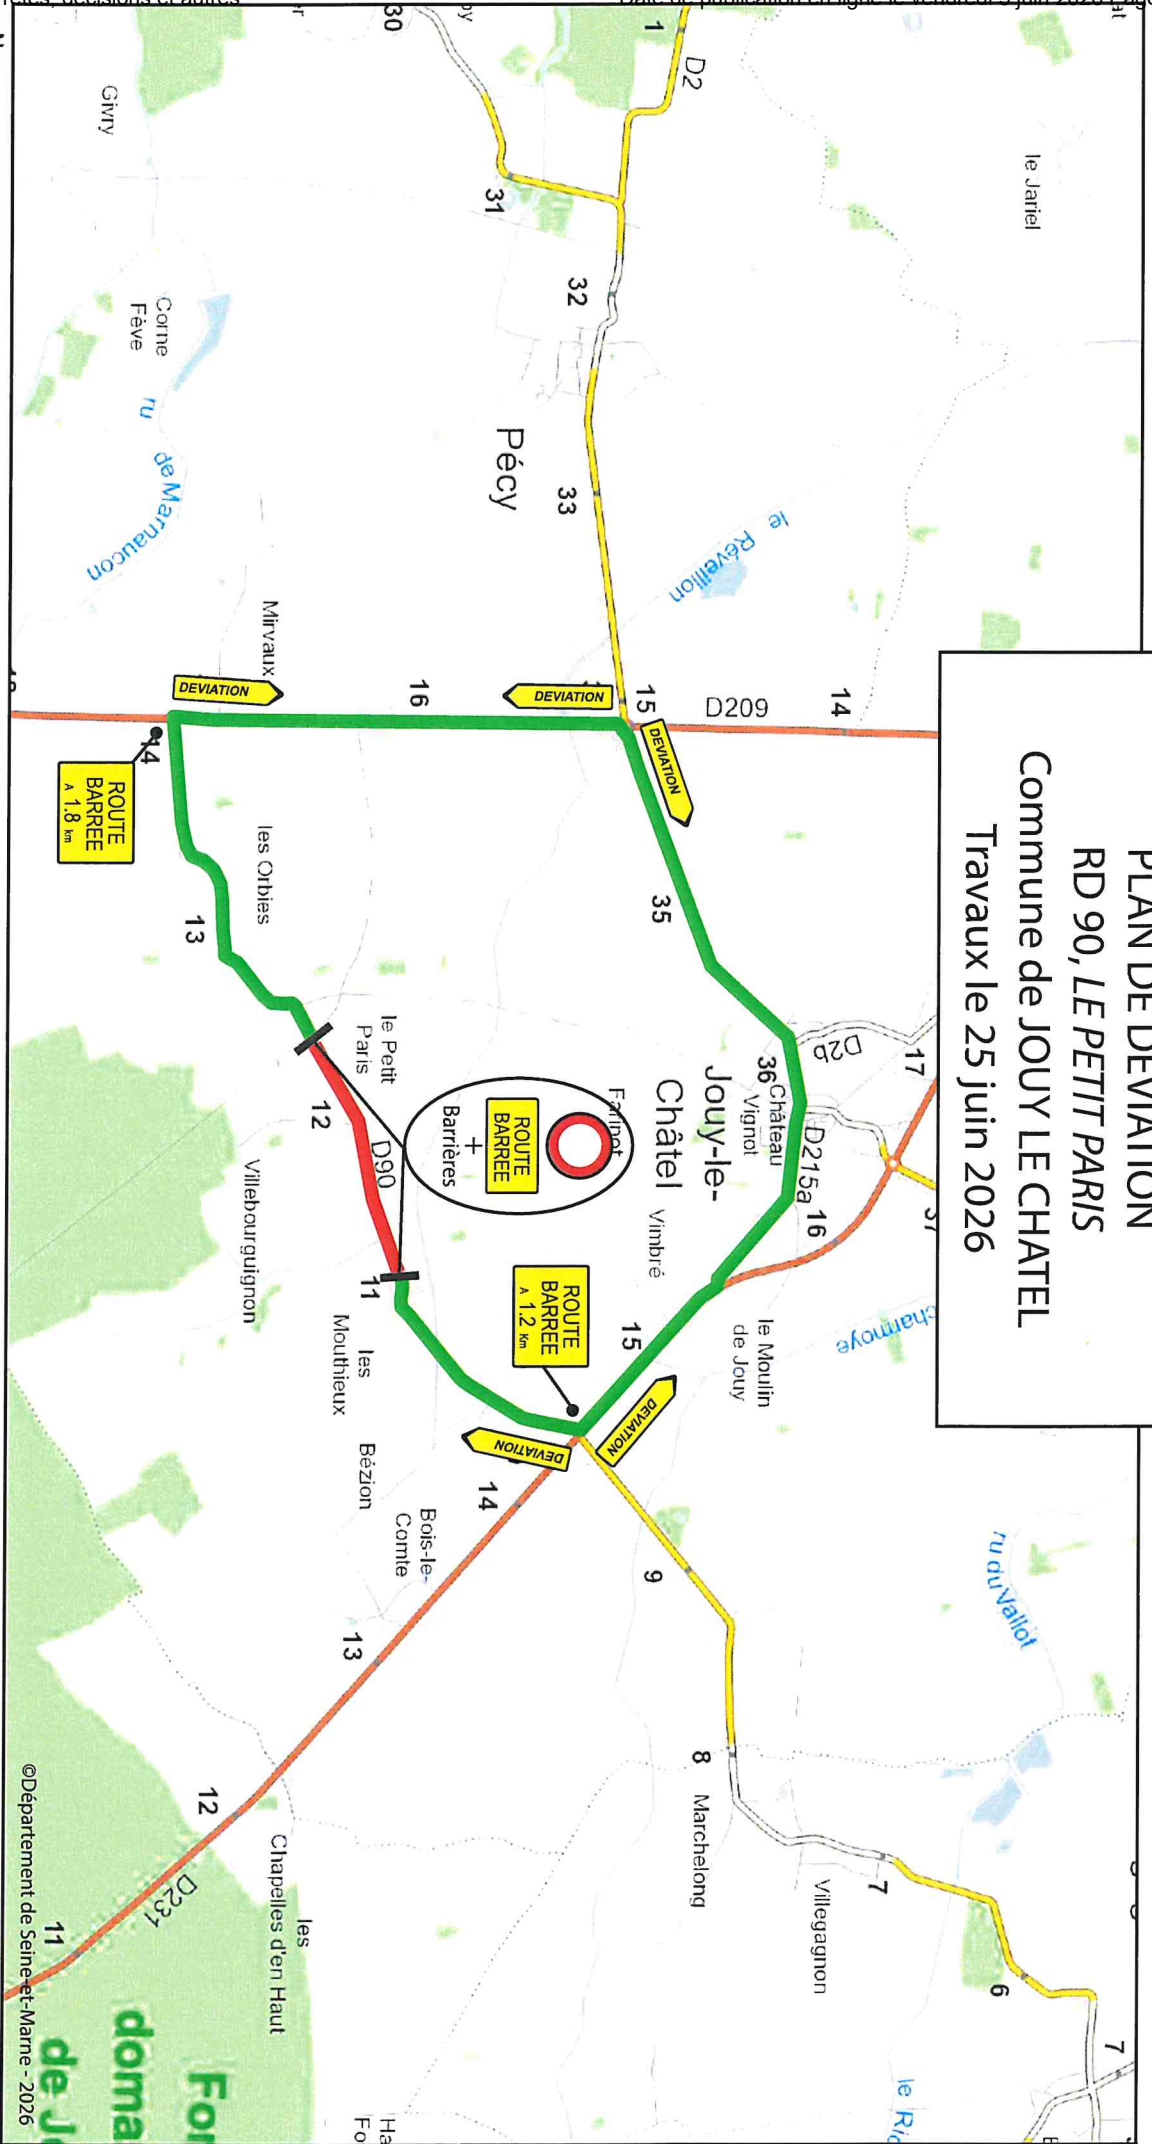 PLAN DE DEVIATION
RD 90, LE PETIT PARIS
Commune de JOUY LE CHATEL
Travaux le 25 juin 2026
le Jariel
D2
1
30
31
32
33
Pécy
Givry
Corne
Fève
ru de Marnaucon
le Réveillon
Mirvaux
DEVIATION
16
DEVIATION
15
D209
14
DEVIATION
14
ROUTE
BARREE
A 1.8 km
les Orbies
13
35
le Petit
Paris
12
D90
11
Villebourguignon
Farinot
ROUTE
BARREE
+
Barrières
Jouy-le-
Châtel
36
Château
Vignot
D2b
17
D215a
16
37
Vimbré
15
ROUTE
BARREE
A 1.2 Km
le Moulin
de Jouy
charmoye
les
Mouthieux
Bézion
DEVIATION
DEVIATION
14
Bois-le-
Comte
13
12
D231
11
9
8
Marchelong
7
Villegagnon
6
7
ru du Vallot
les
Chapelles d'en Haut
©Département de Seine-et-Marne - 2026